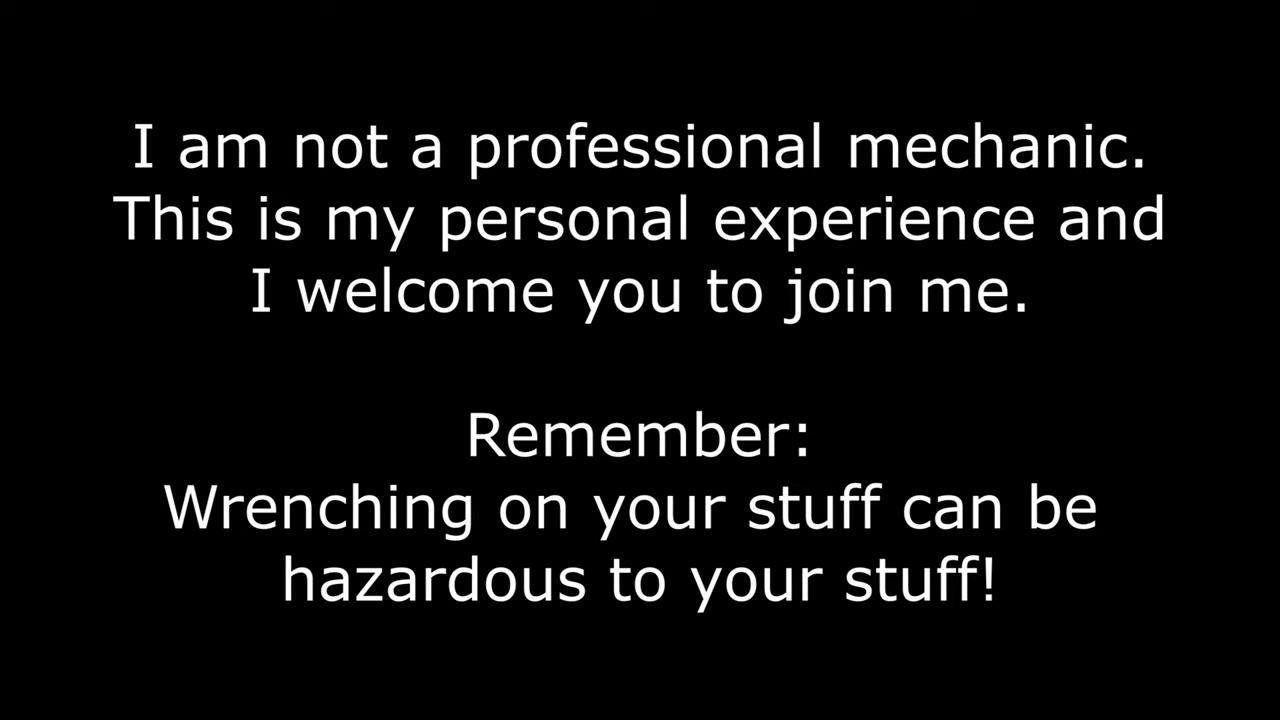 I am not a professional mechanic.
This is my personal experience and
I welcome you to join me.
Remember:
Wrenching on your stuff can be
hazardous to your stuff!